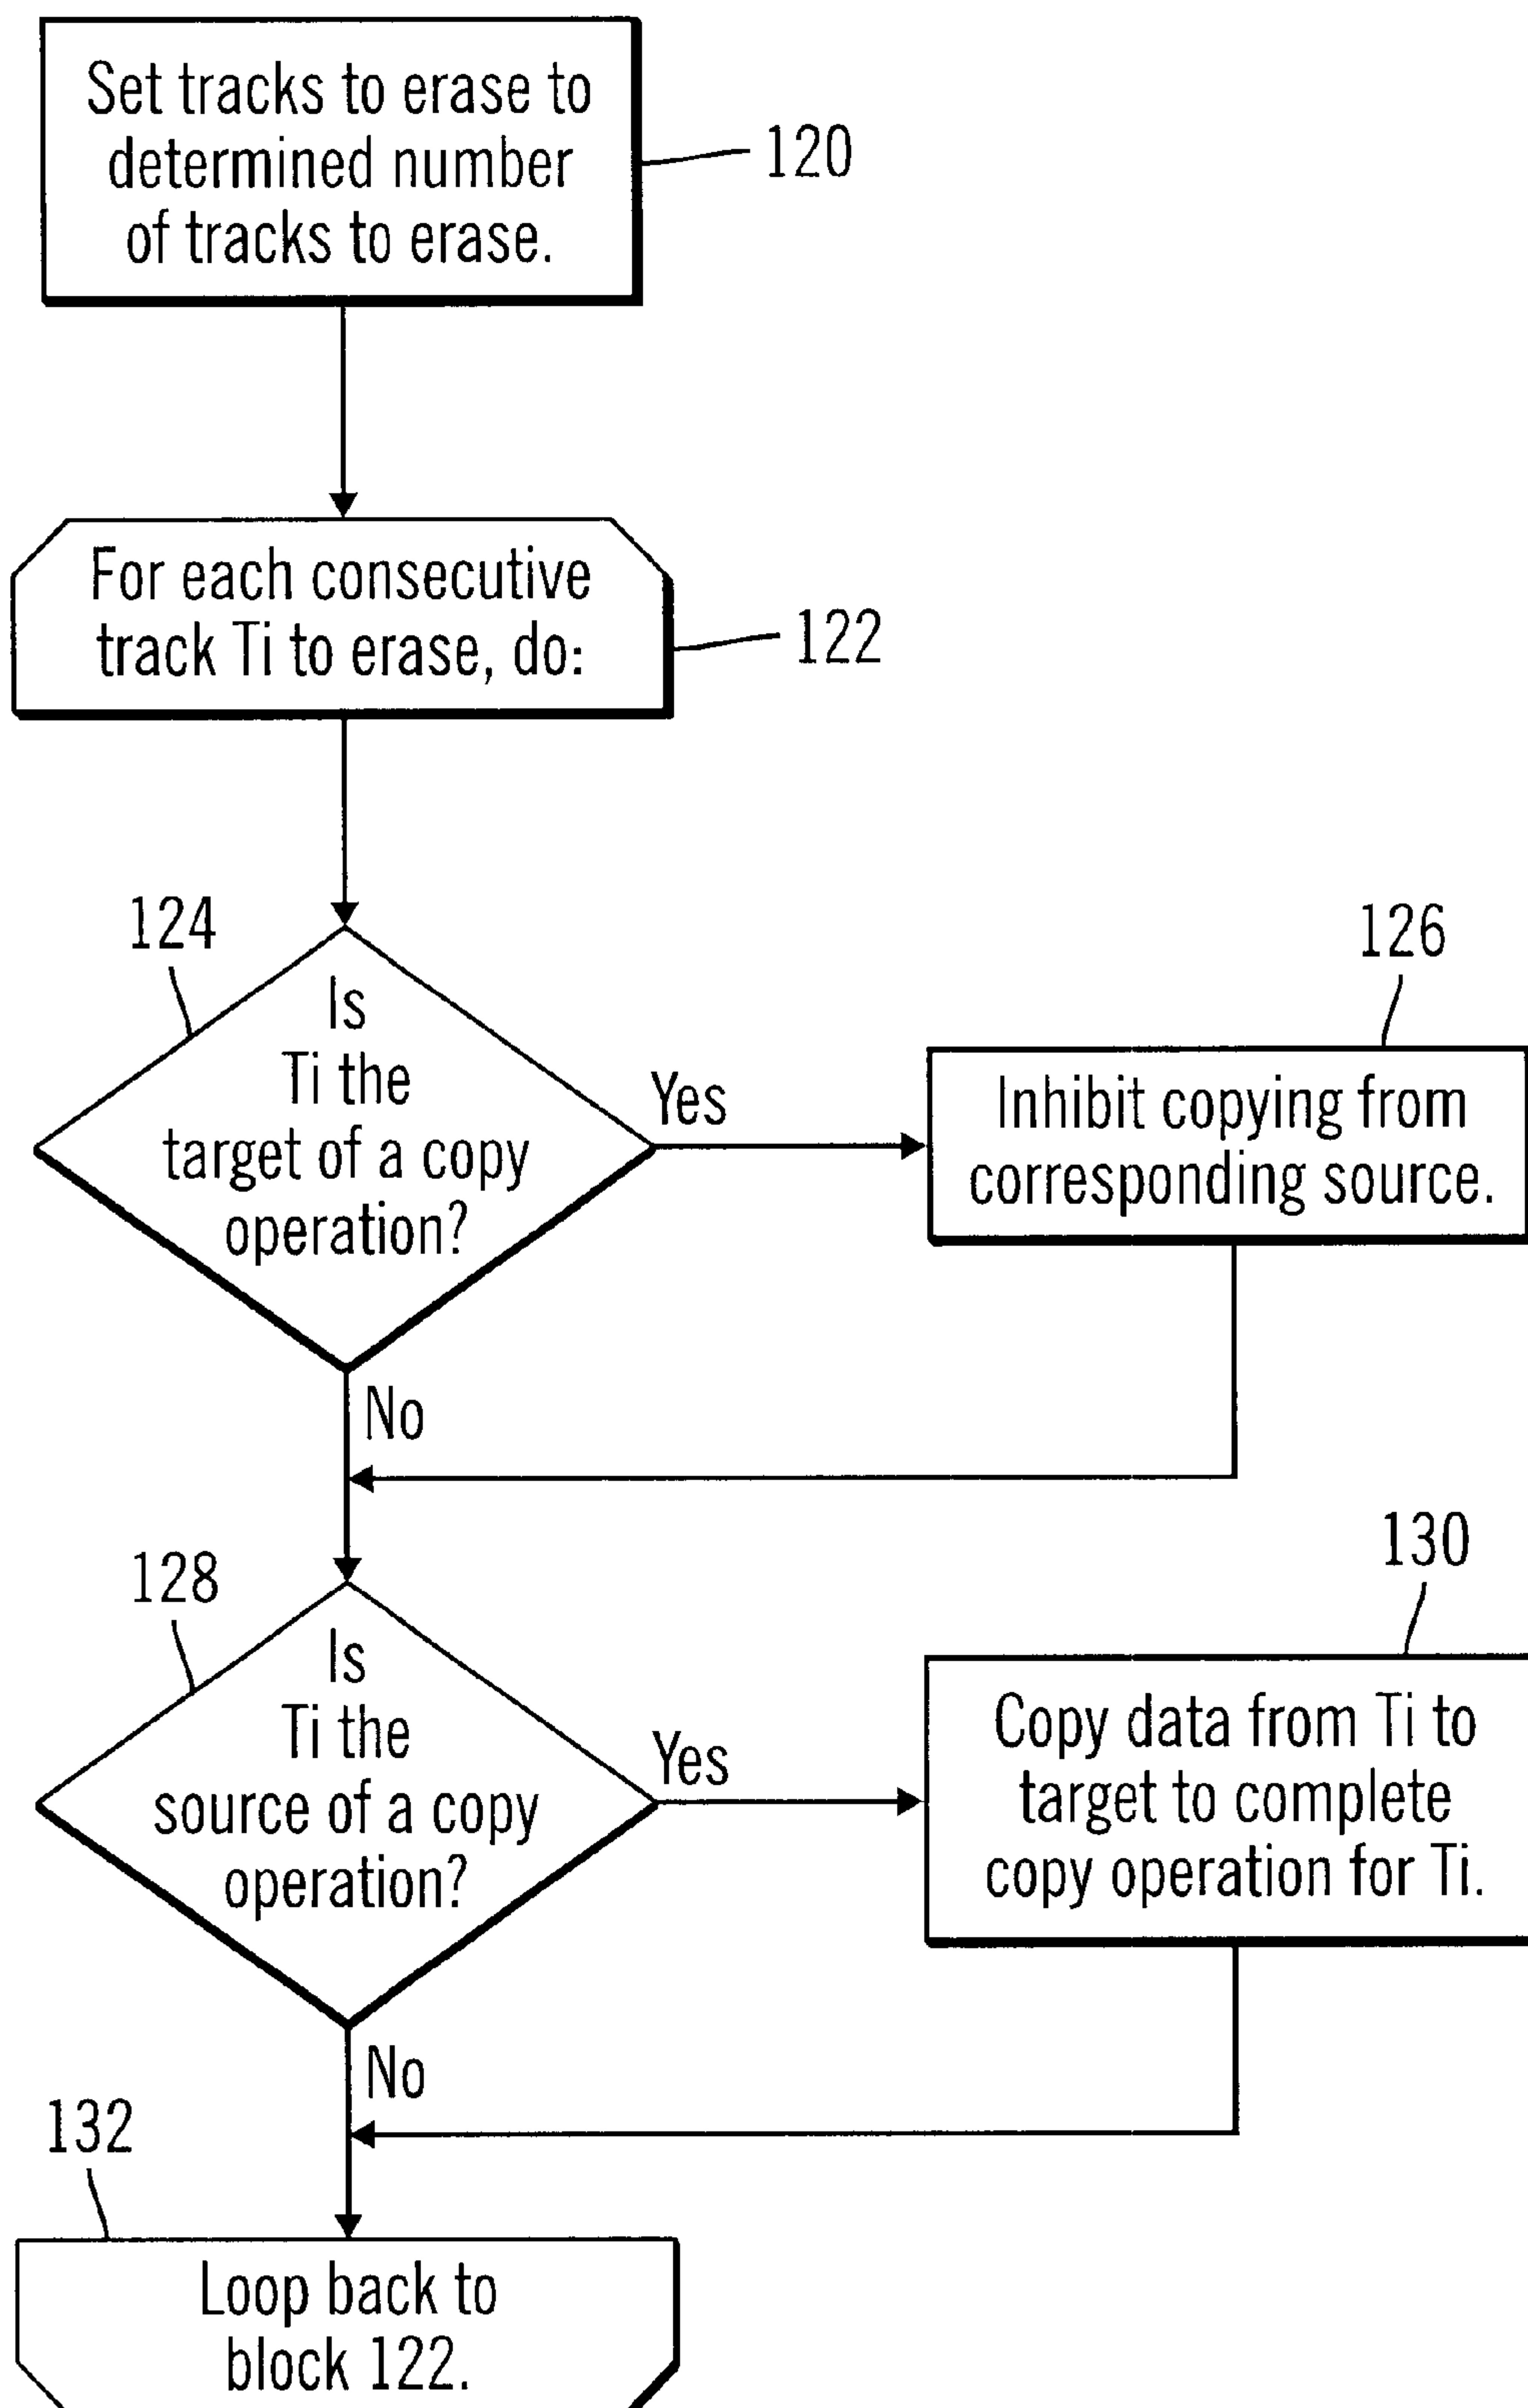 Set tracks to erase to
determined number
of tracks to erase.
120
For each consecutive
track Ti to erase, do:
122
124
Is
Ti the
target of a copy
operation?
Yes
126
Inhibit copying from
corresponding source.
No
128
Is
Ti the
source of a copy
operation?
Yes
130
Copy data from Ti to
target to complete
copy operation for Ti.
No
132
Loop back to
block 122.